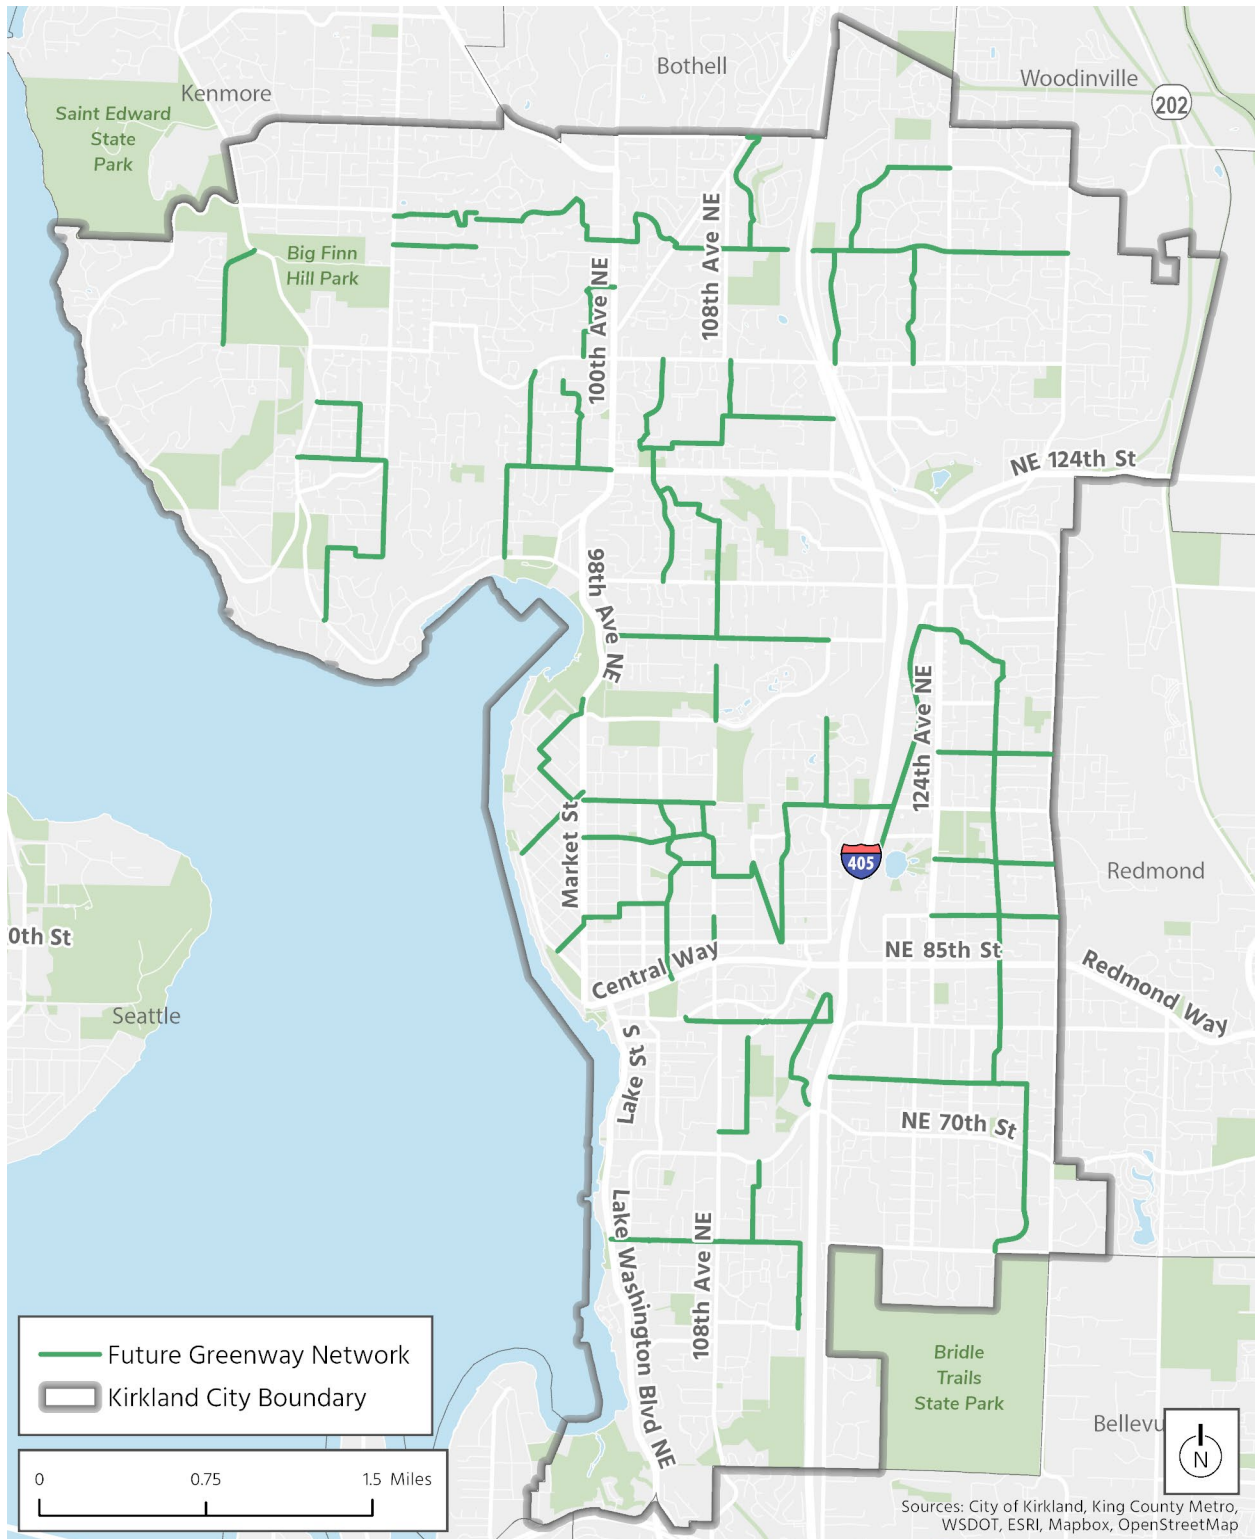 Bothell
Woodinville
Kenmore
202
Saint Edward
State
Park
Big Finn
Hill Park
108th Ave NE
100th Ave NE
NE 124th St
98th Ave NE
124th Ave NE
Market St
405
Redmond
0th St
NE 85th St
Central Way
Redmond Way
Seattle
Lake St S
NE 70th St
Lake Washington Blvd NE
108th Ave NE
Bridle
Trails
State Park
Bellevu
Future Greenway Network
Kirkland City Boundary
0 0.75 1.5 Miles
N
Sources: City of Kirkland, King County Metro,
WSDOT, ESRI, Mapbox, OpenStreetMap